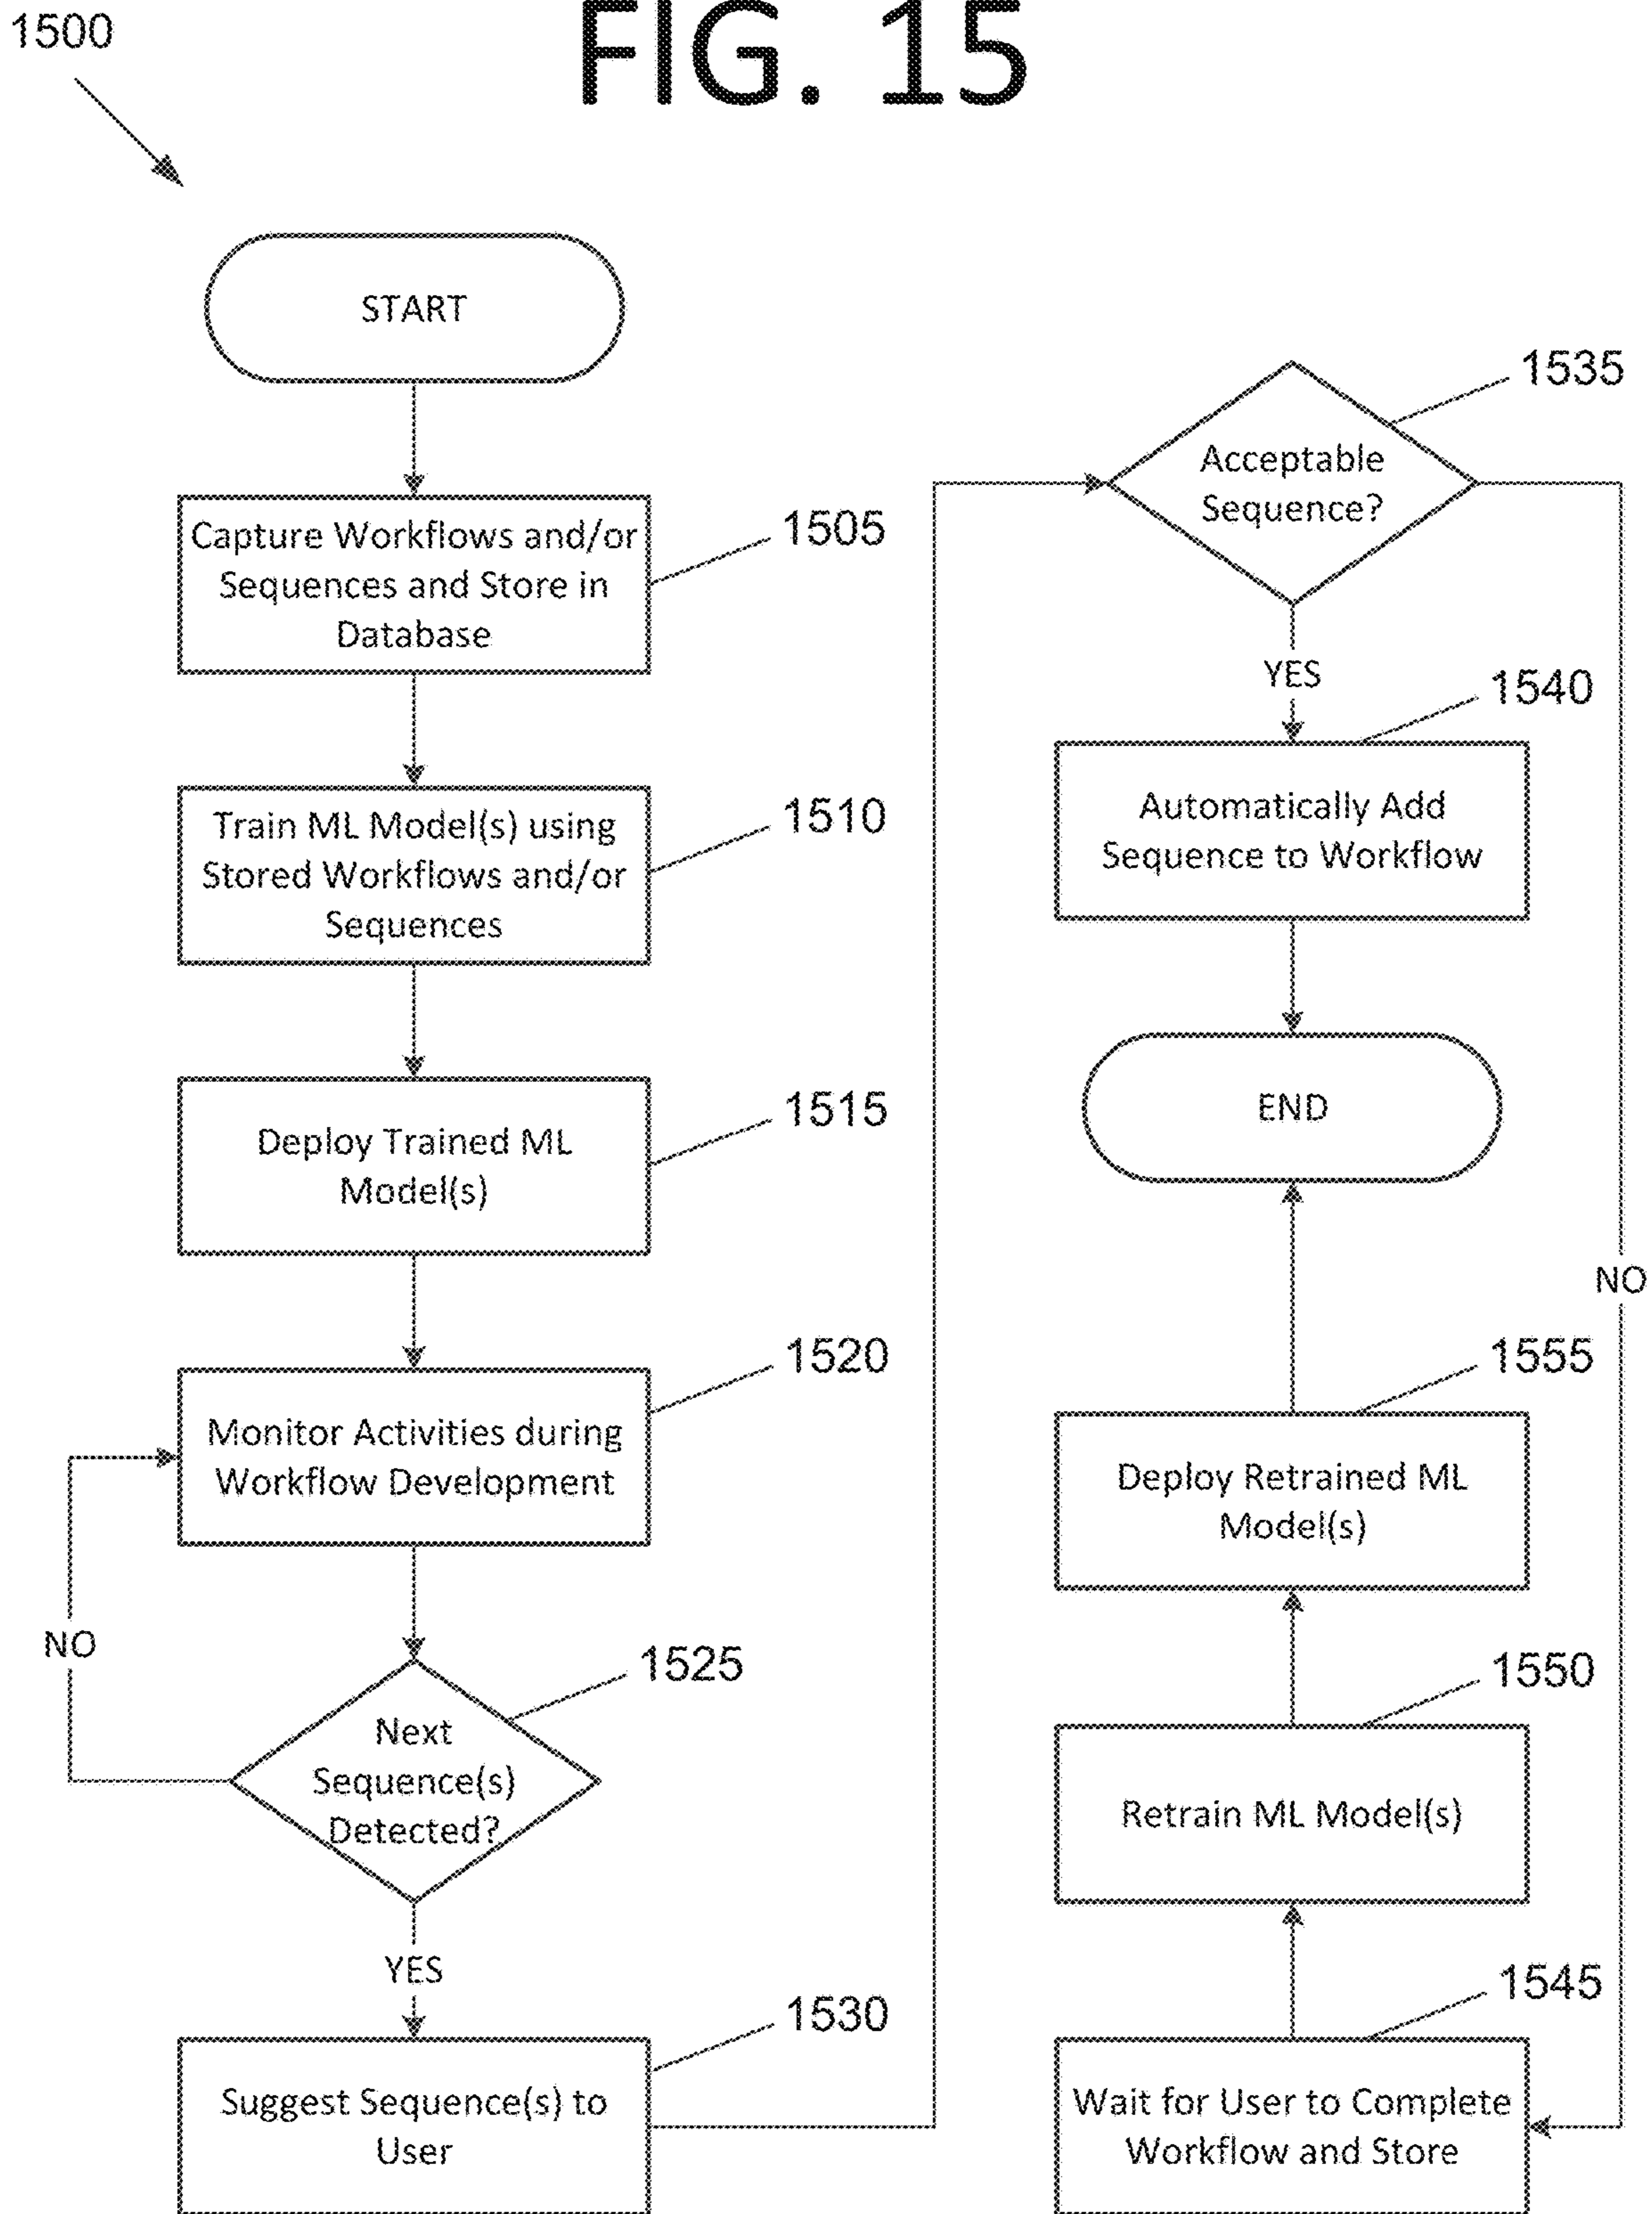 1500
FIG. 15
START
Capture Workflows and/or
Sequences and Store in
Database
1505
Train ML Model(s) using
Stored Workflows and/or
Sequences
1510
Deploy Trained ML
Model(s)
1515
Monitor Activities during
Workflow Development
1520
NO
Next
Sequence(s)
Detected?
1525
YES
Suggest Sequence(s) to
User
1530
Acceptable
Sequence?
1535
YES
Automatically Add
Sequence to Workflow
1540
END
NO
Deploy Retrained ML
Model(s)
1555
Retrain ML Model(s)
1550
Wait for User to Complete
Workflow and Store
1545